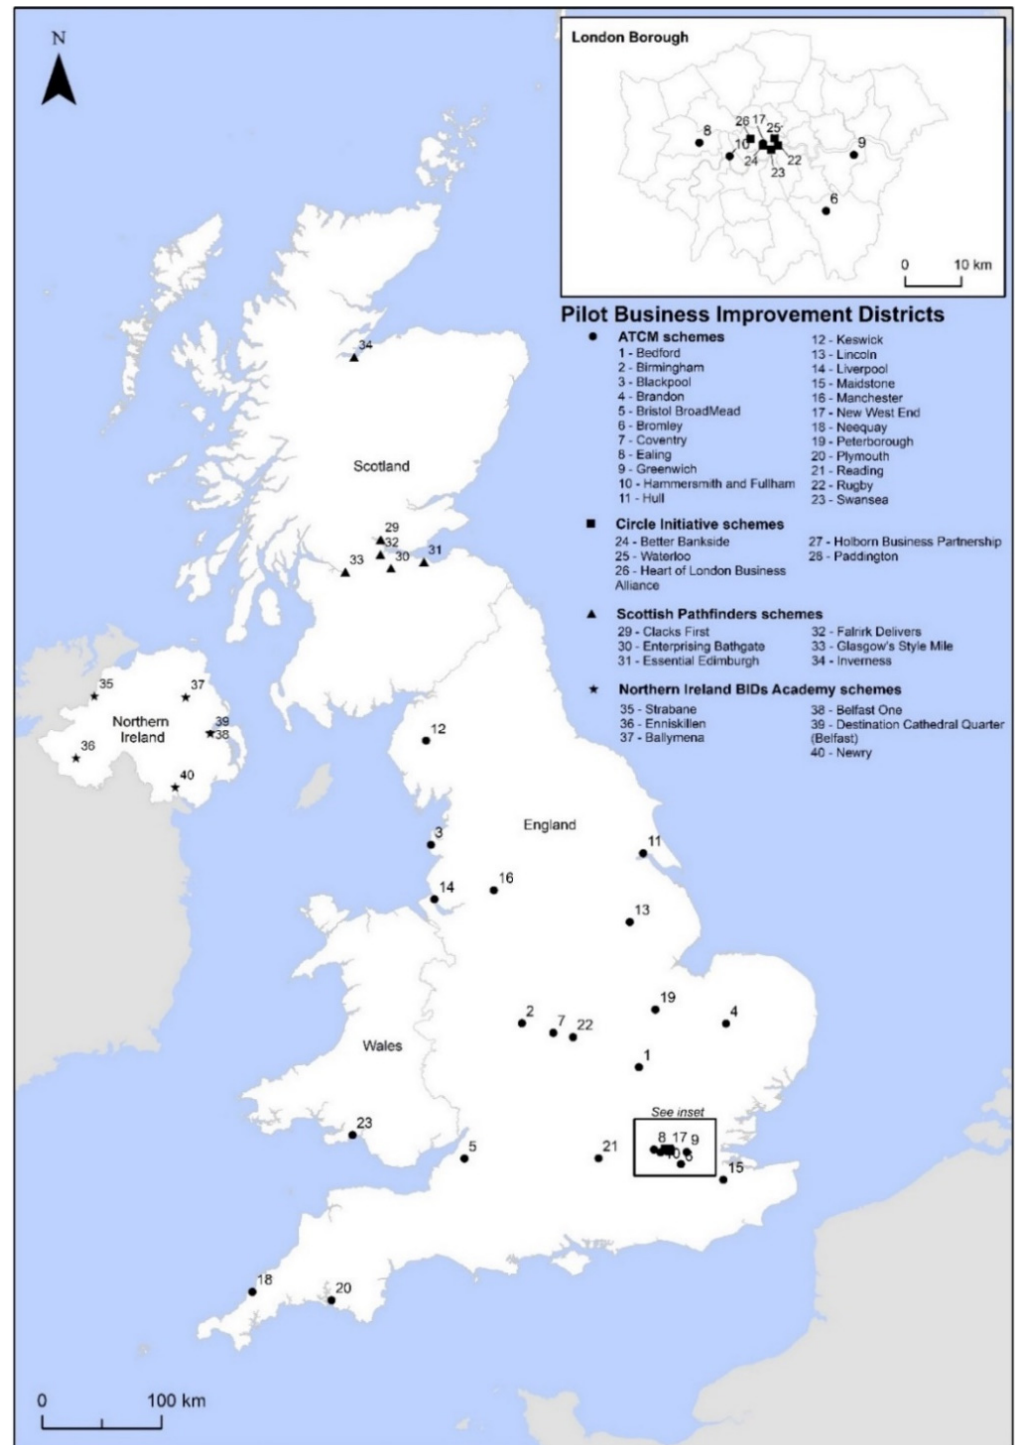 N
London Borough
26 17 25
8
10
9
24
22
23
6
0 10 km
Pilot Business Improvement Districts
ATCM schemes
1 - Bedford
2 - Birmingham
3 - Blackpool
4 - Brandon
5 - Bristol BroadMead
6 - Bromley
7 - Coventry
8 - Ealing
9 - Greenwich
10 - Hammersmith and Fullham
11 - Hull
12 - Keswick
13 - Lincoln
14 - Liverpool
15 - Maidstone
16 - Manchester
17 - New West End
18 - Neequay
19 - Peterborough
20 - Plymouth
21 - Reading
22 - Rugby
23 - Swansea
Circle Initiative schemes
24 - Better Bankside
25 - Waterloo
26 - Heart of London Business
Alliance
27 - Holborn Business Partnership
28 - Paddington
Scottish Pathfinders schemes
29 - Clacks First
30 - Enterprising Bathgate
31 - Essential Edimburgh
32 - Falrirk Delivers
33 - Glasgow's Style Mile
34 - Inverness
Northern Ireland BIDs Academy schemes
35 - Strabane
36 - Enniskillen
37 - Ballymena
38 - Belfast One
39 - Destination Cathedral Quarter
(Belfast)
40 - Newry
34
Scotland
29
32
30
31
33
35
37
Northern
Ireland
39
38
36
40
12
England
3
11
14
16
13
19
2
7
22
4
1
Wales
See inset
23
5
21
8 17 9
10 6
15
18
20
0 100 km